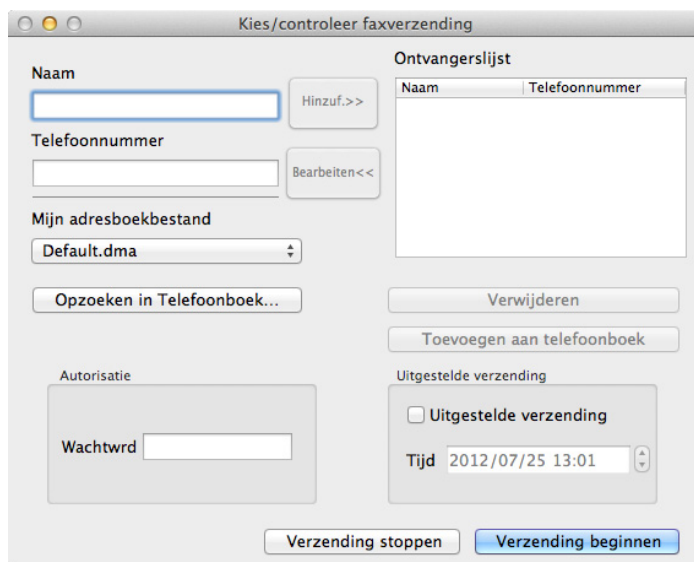 Kies/controleer faxverzending
Naam
Hinzuf.>>
Telefoonnummer
Bearbeiten<<
Mijn adresboekbestand
Default.dma
Opzoeken in Telefoonboek...
Ontvangerslijst
Naam Telefoonnummer
Verwijderen
Toevoegen aan telefoonboek
Autorisatie
Wachtwrd
Uitgestelde verzending
Uitgestelde verzending
Tijd 2012/07/25 13:01
Verzending stoppen
Verzending beginnen